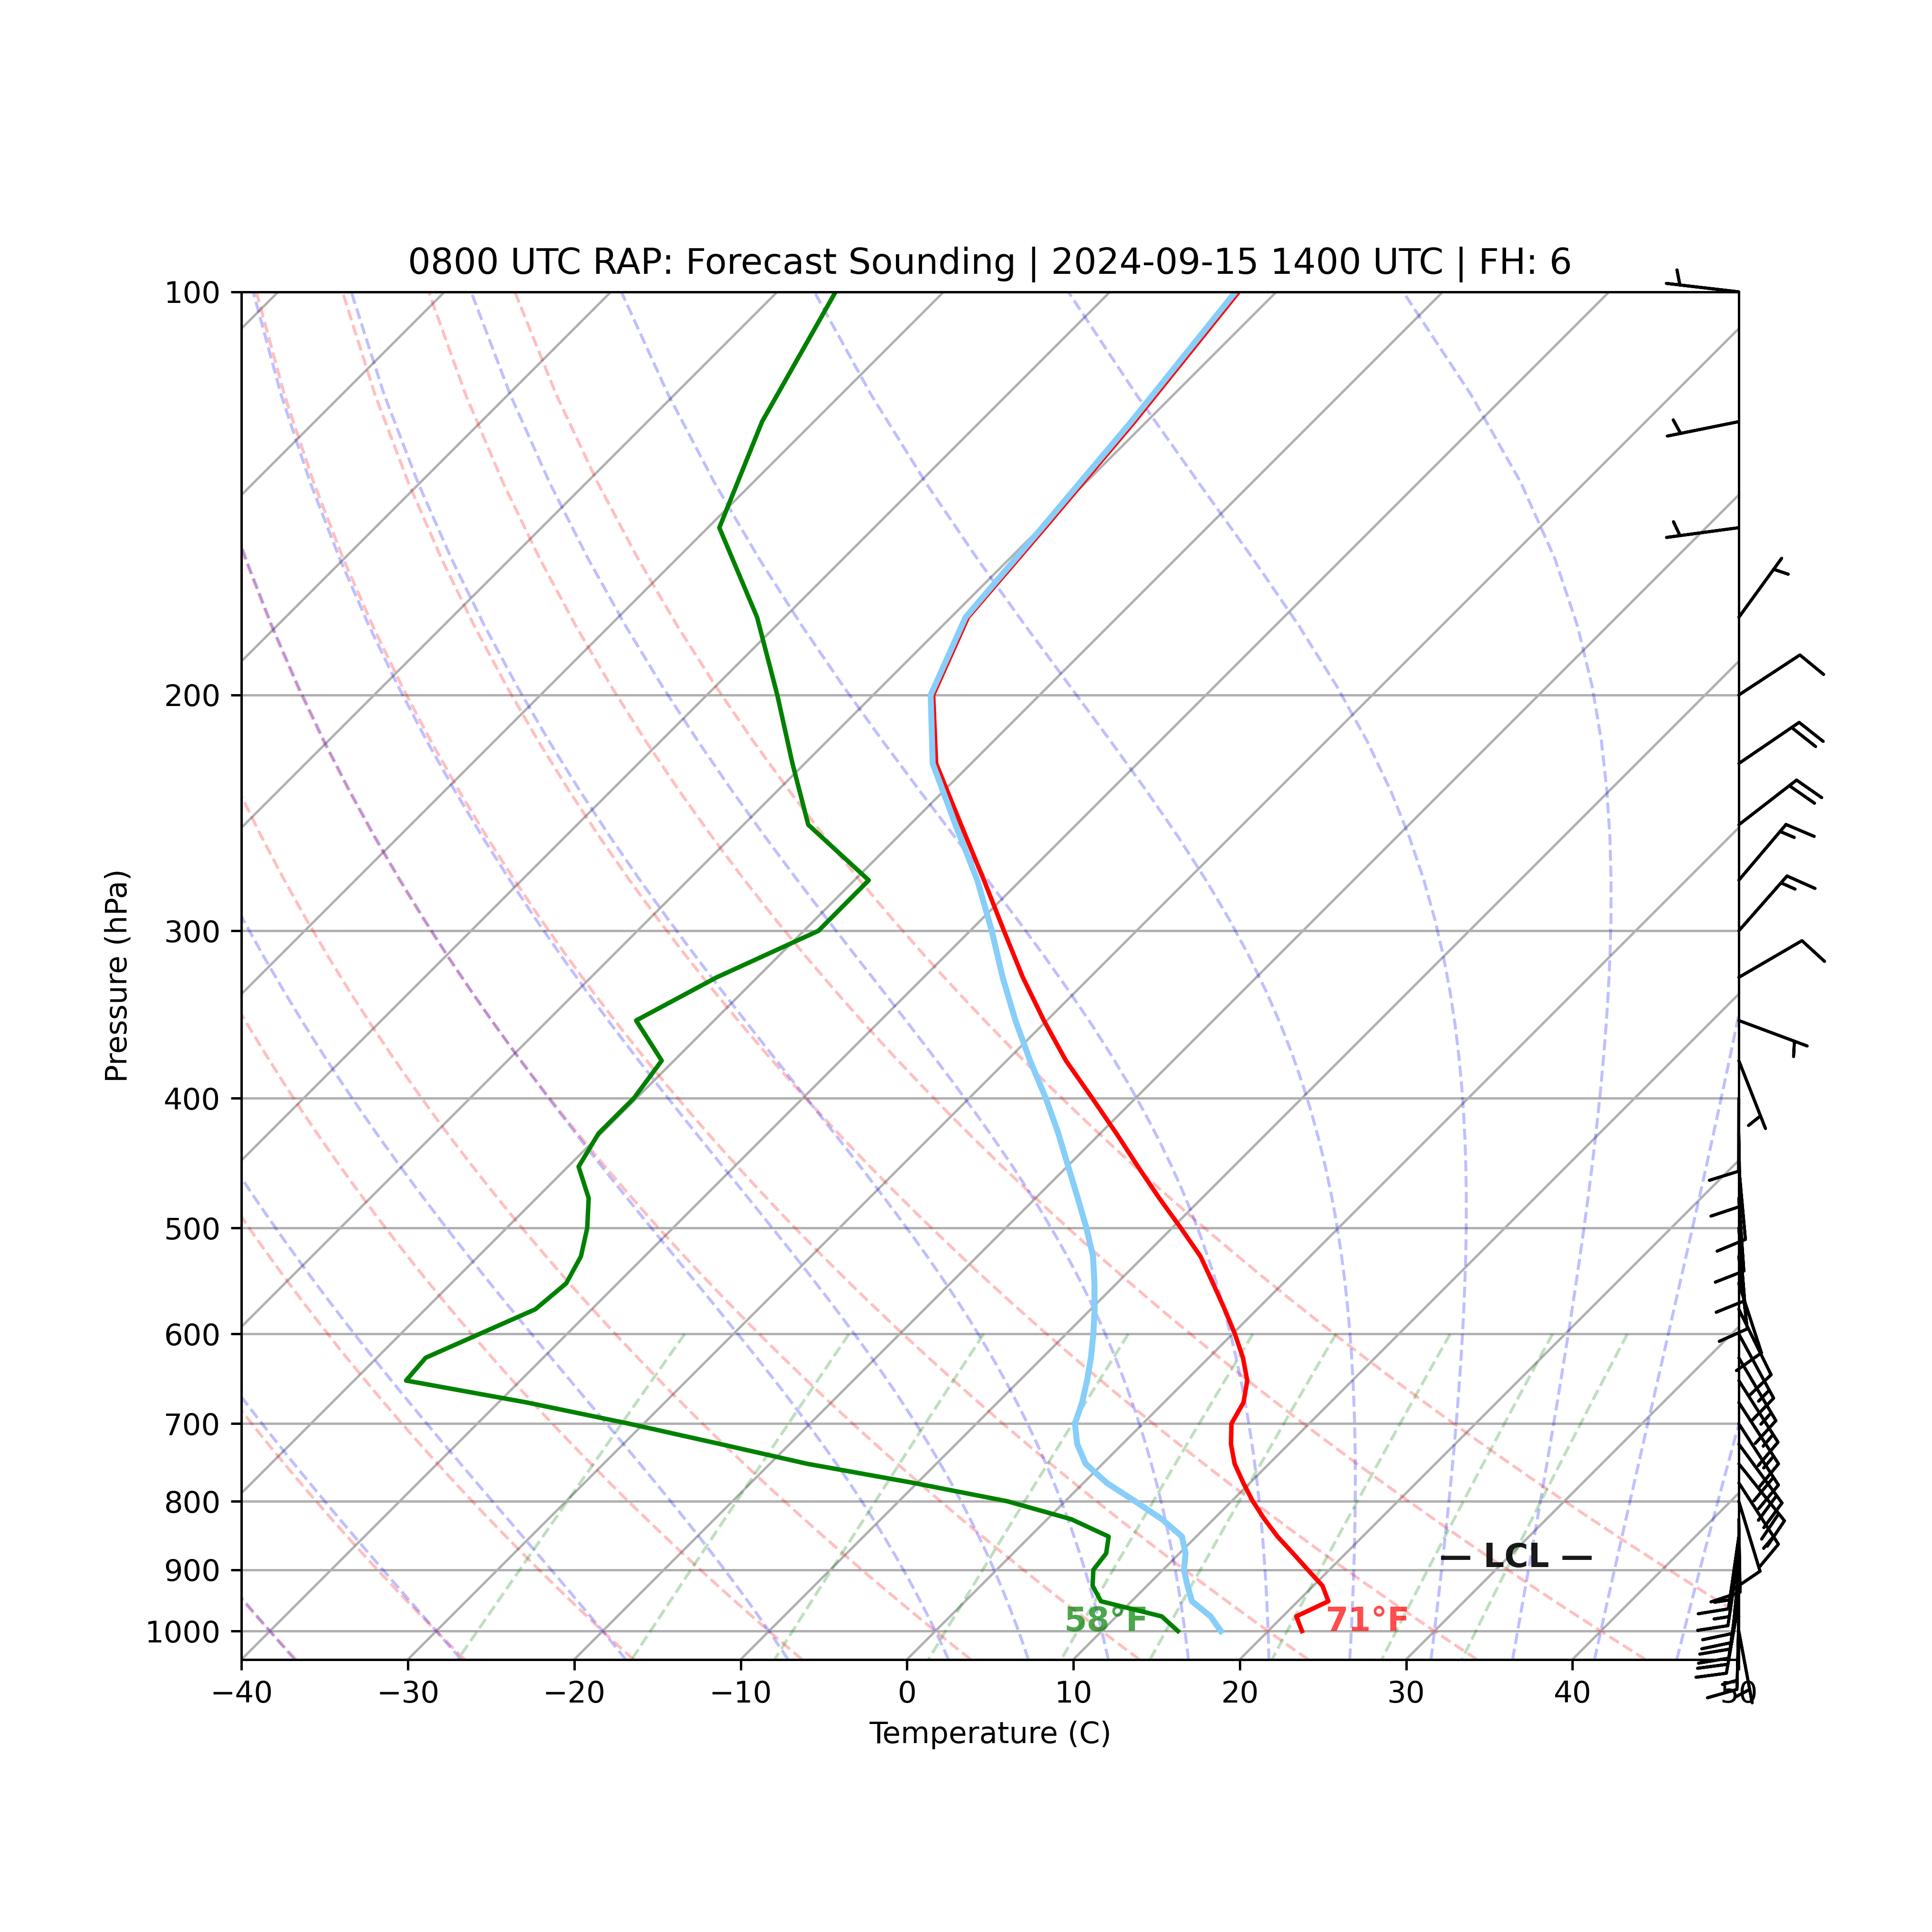 0800 UTC RAP: Forecast Sounding | 2024-09-15 1400 UTC | FH: 6
100
200
300
400
500
600
700
800
900
1000
Pressure (hPa)
— LCL —
58°F
71°F
−40 −30 −20 −10 0 10 20 30 40 50
Temperature (C)